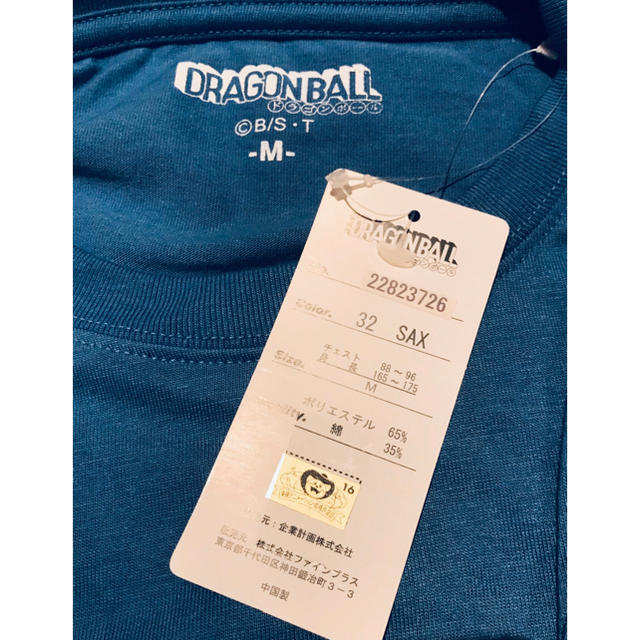 DRAGONBALL
ドラゴンボール
©B/S・T
-M-
DRAGONBALL
No. 22823726
Color. 32 SAX
Size. チェスト 88～96
身長 165～175
M
ポリエステル 65%
綿 35%
16
元:企業計画株式会社
販売元 株式会社ファインプラス
東京都千代田区神田鍛冶町3-3
中国製